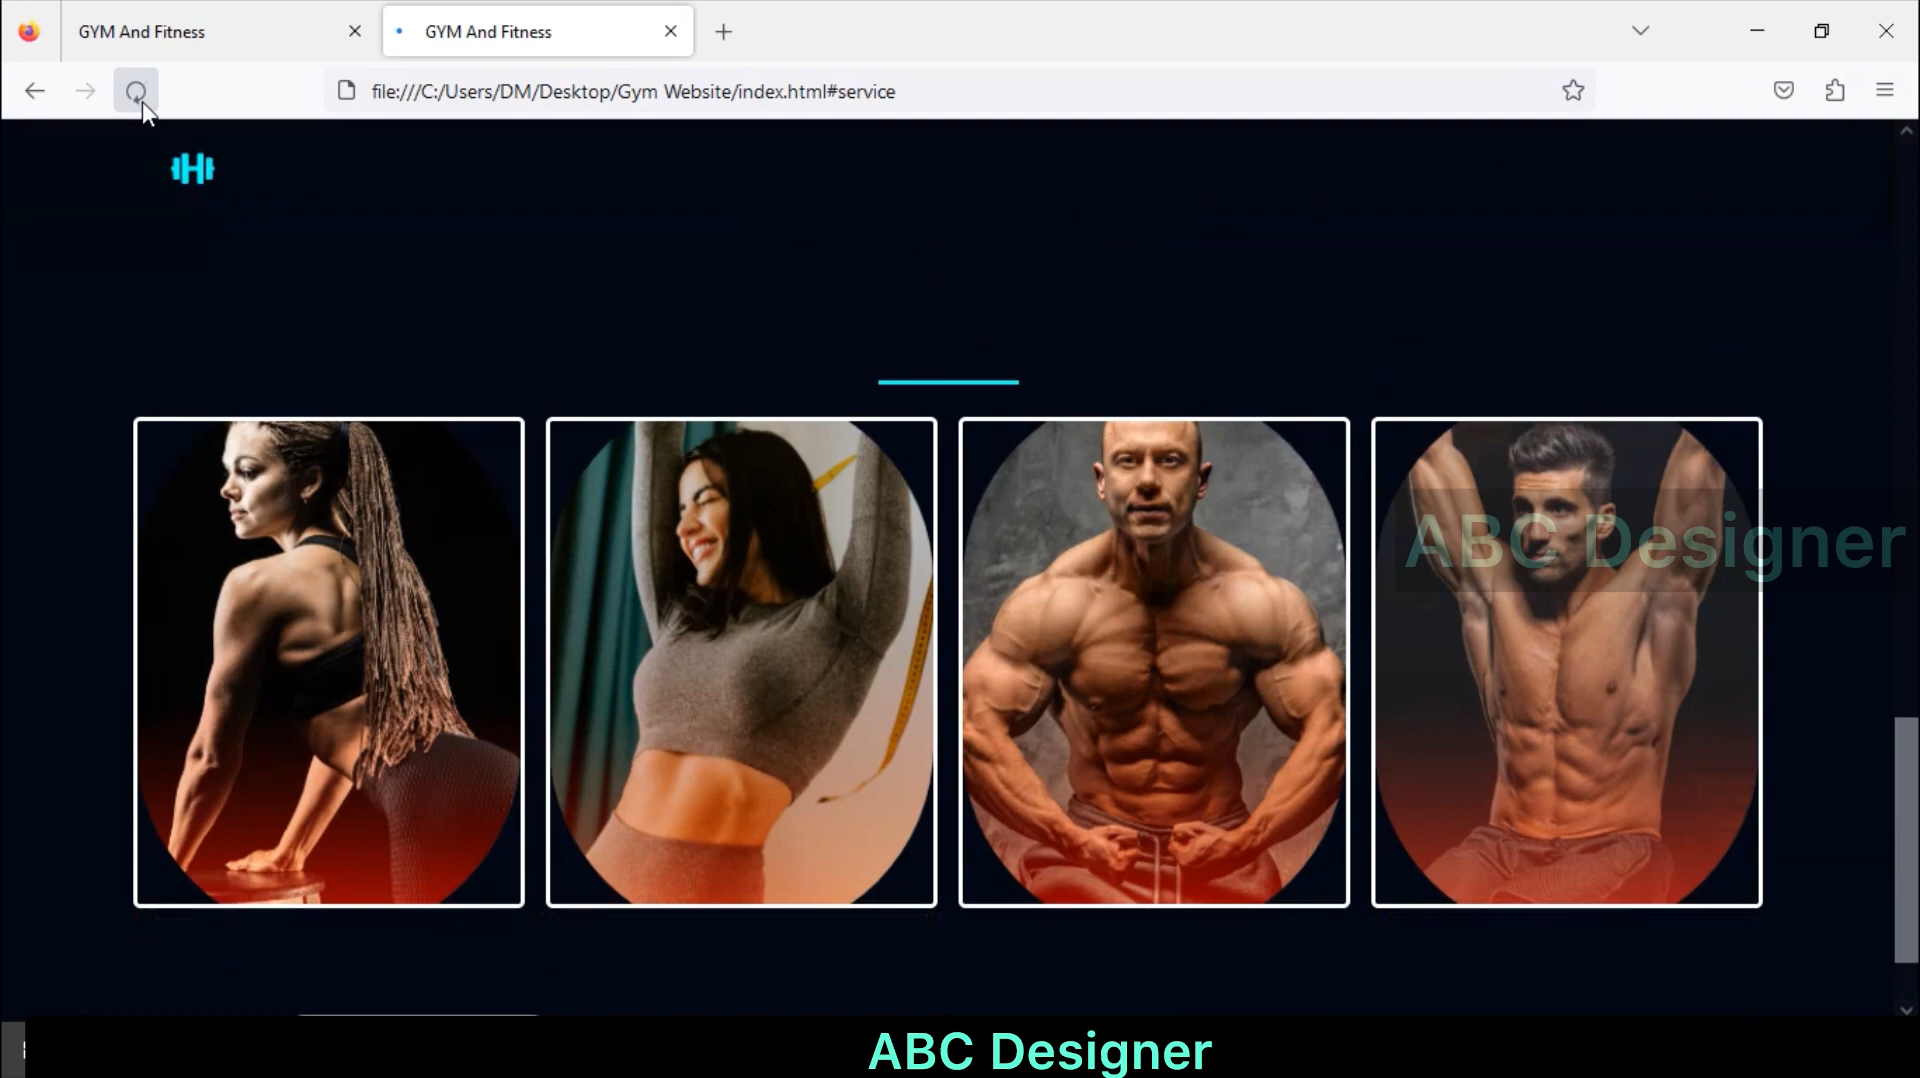 GYM And Fitness
GYM And Fitness
file:///C:/Users/DM/Desktop/Gym Website/index.html#service
ABC Designer
ABC Designer